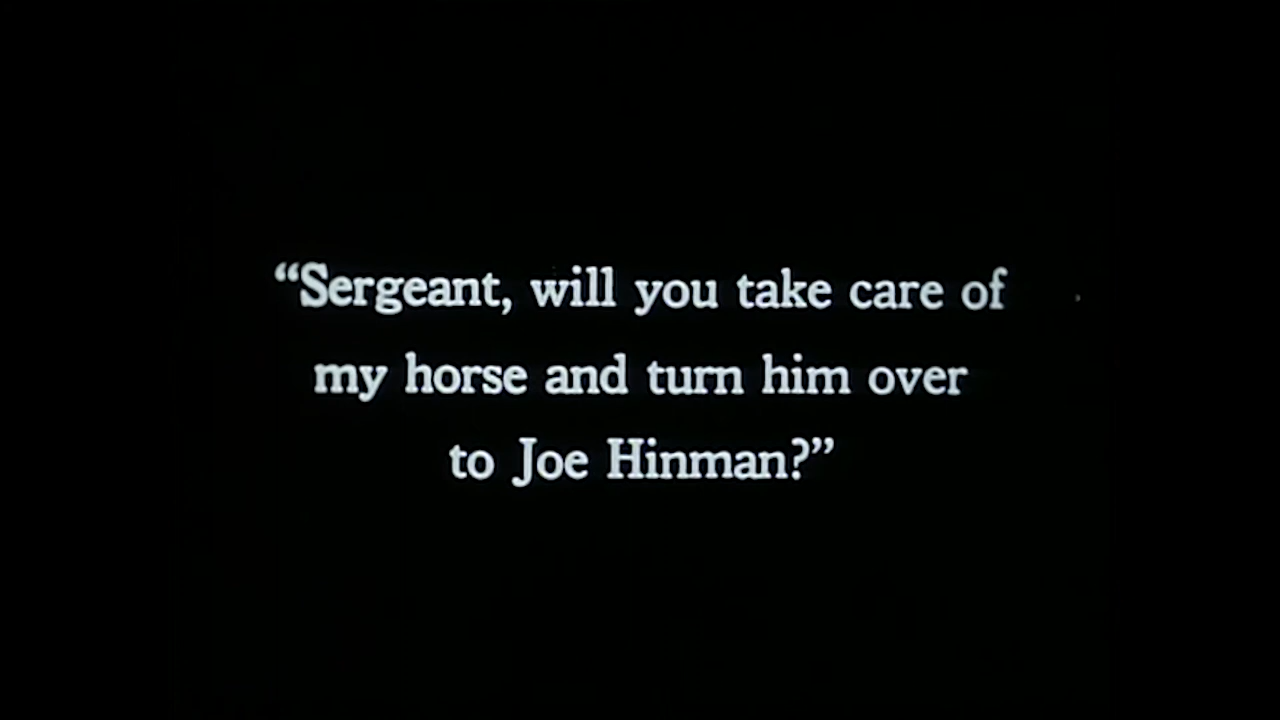 “Sergeant, will you take care of
my horse and turn him over
to Joe Hinman?”